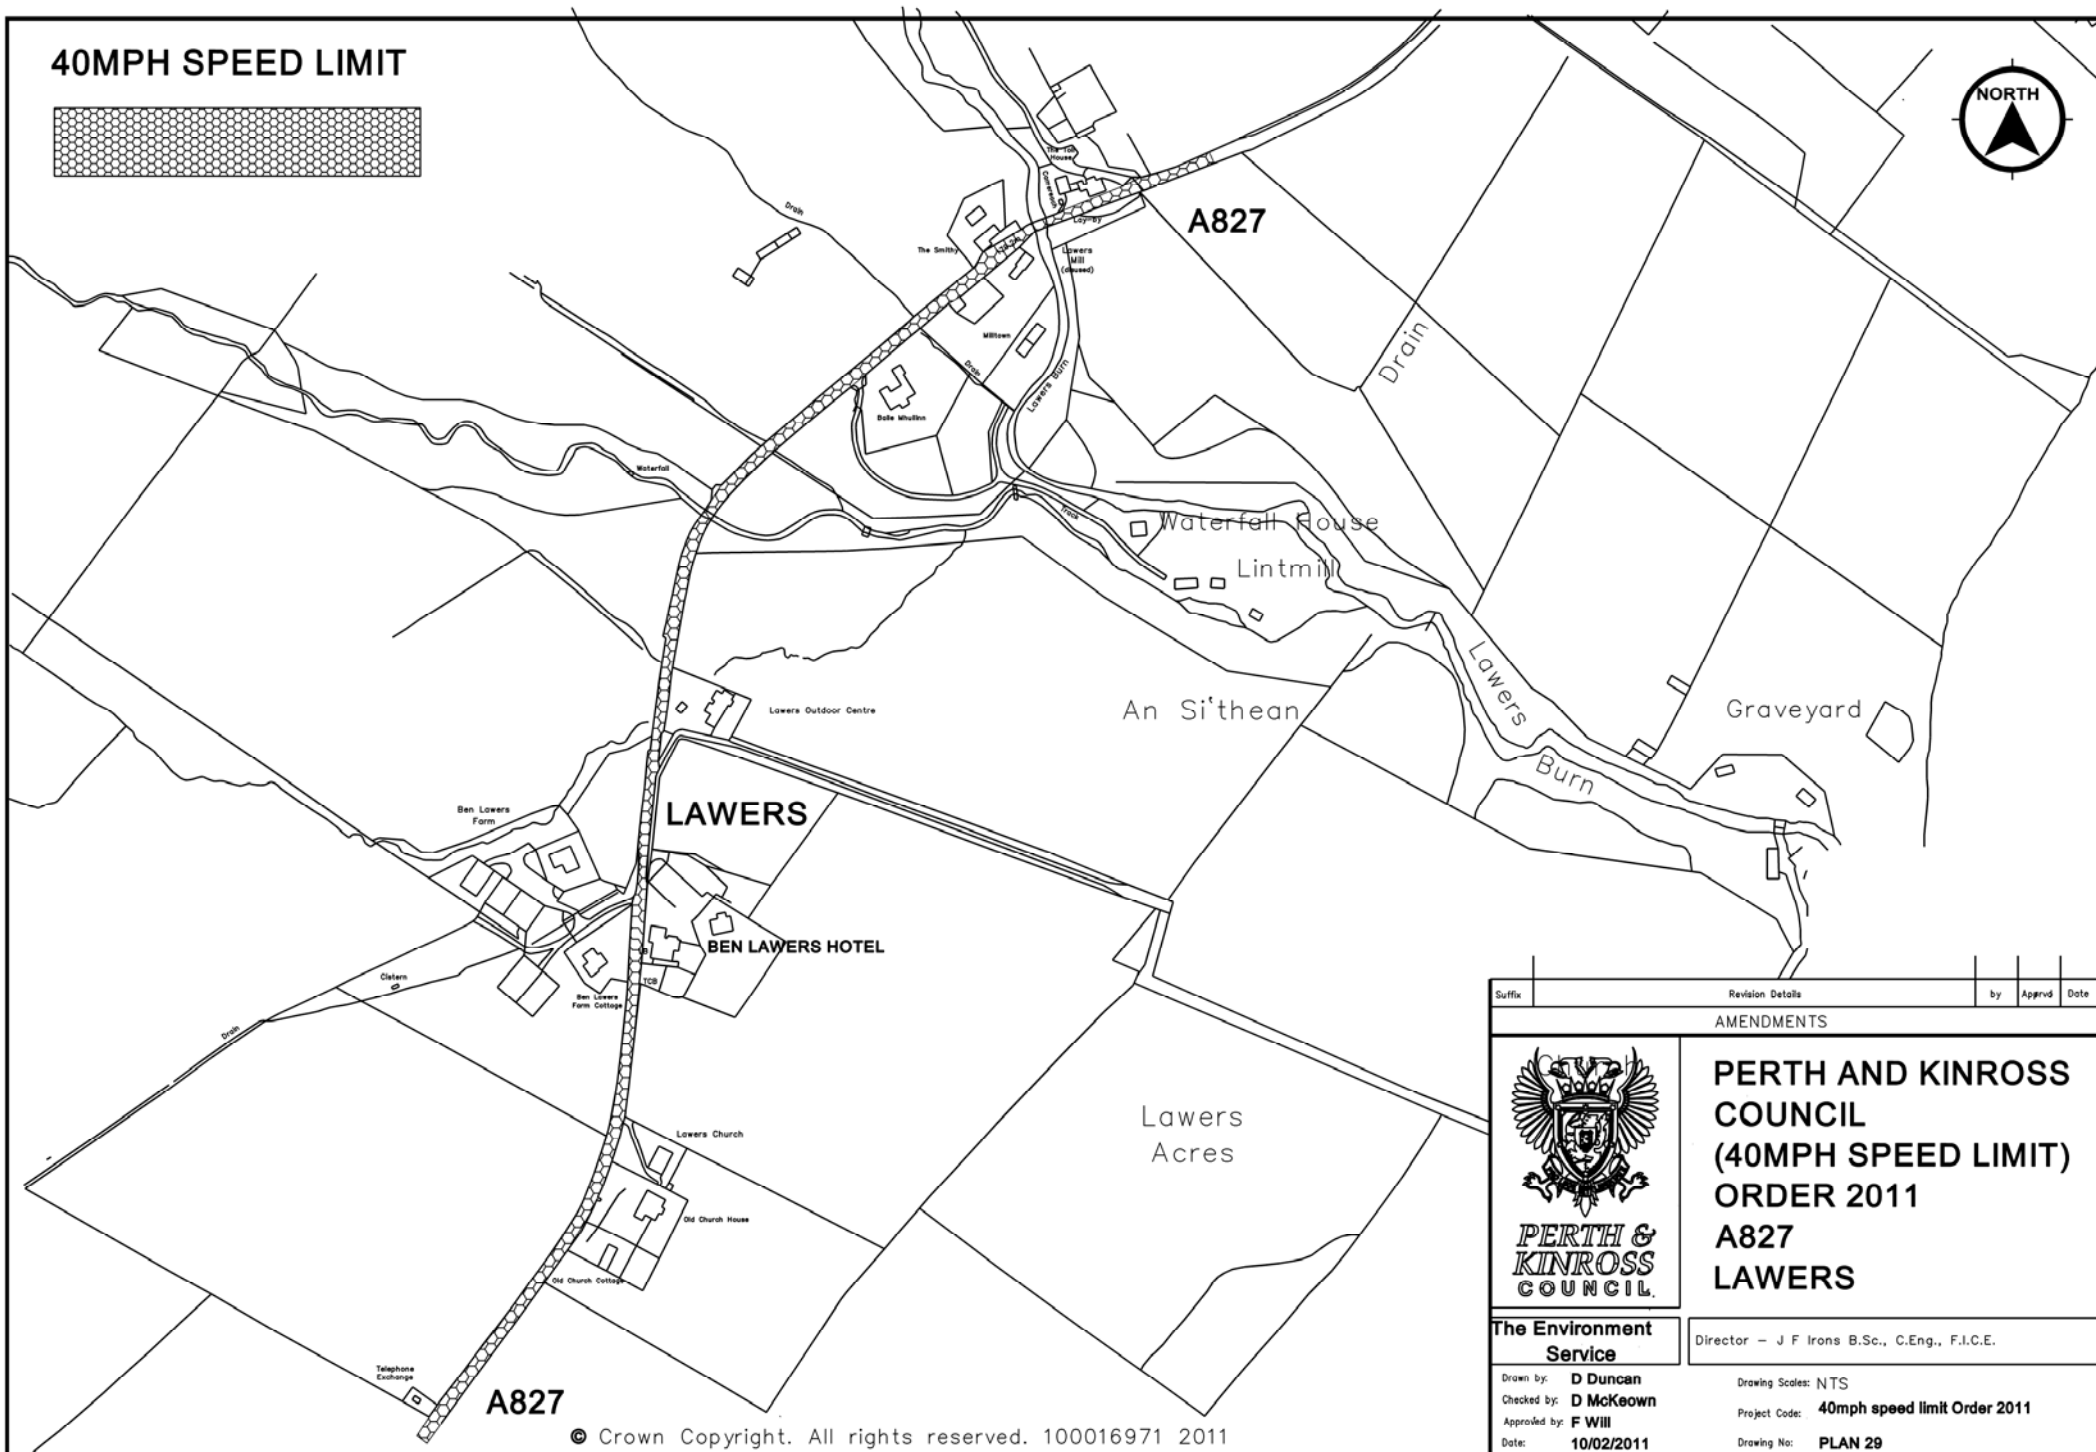 40MPH SPEED LIMIT
NORTH
The Toll
House
Lay-by
A827
Drain
The Smithy
Lawers
Mill
(disused)
Milltown
Drain
Drain
Balle Mhuilinn
Lawers Burn
Waterfall
Track
Waterfall House
Lintmill
Lawers
Burn
Graveyard
An Si'thean
Lawers Outdoor Centre
Ben Lawers
Farm
LAWERS
BEN LAWERS HOTEL
TCB
Cistern
Ben Lawers
Farm Cottage
Drain
Lawers
Acres
Lawers Church
Old Church House
Old Church Cottage
Telephone
Exchange
A827
© Crown Copyright. All rights reserved. 100016971 2011
Suffix Revision Details by Apprvd Date
AMENDMENTS
Church
PERTH &
KINROSS
COUNCIL
PERTH AND KINROSS
COUNCIL
(40MPH SPEED LIMIT)
ORDER 2011
A827
LAWERS
The Environment
Service
Director – J F Irons B.Sc., C.Eng., F.I.C.E.
Drawn by: D Duncan
Checked by: D McKeown
Approved by: F Will
Date: 10/02/2011
Drawing Scales: NTS
Project Code: 40mph speed limit Order 2011
Drawing No: PLAN 29